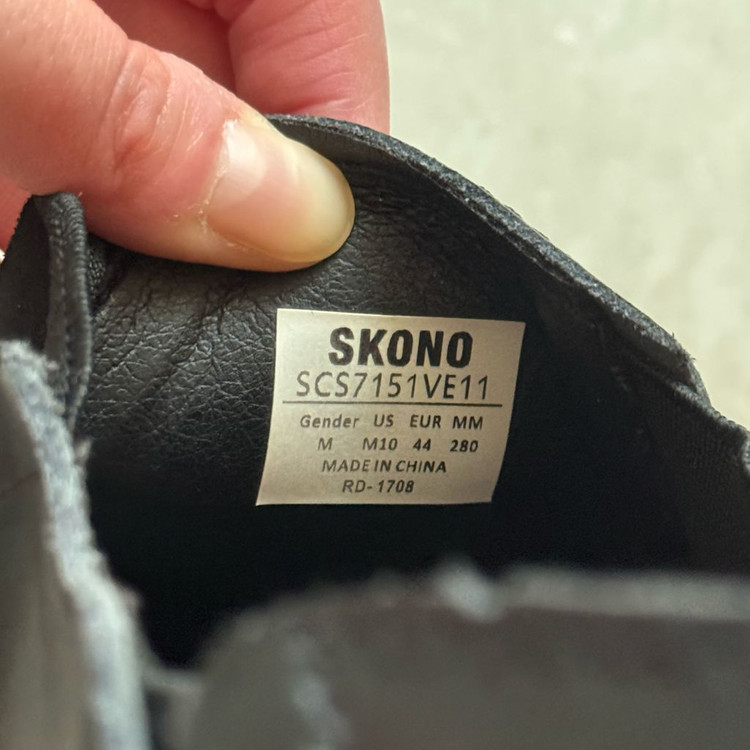 SKONO
SCS7151VE11
Gender US EUR MM
M M10 44 280
MADE IN CHINA
RD-1708